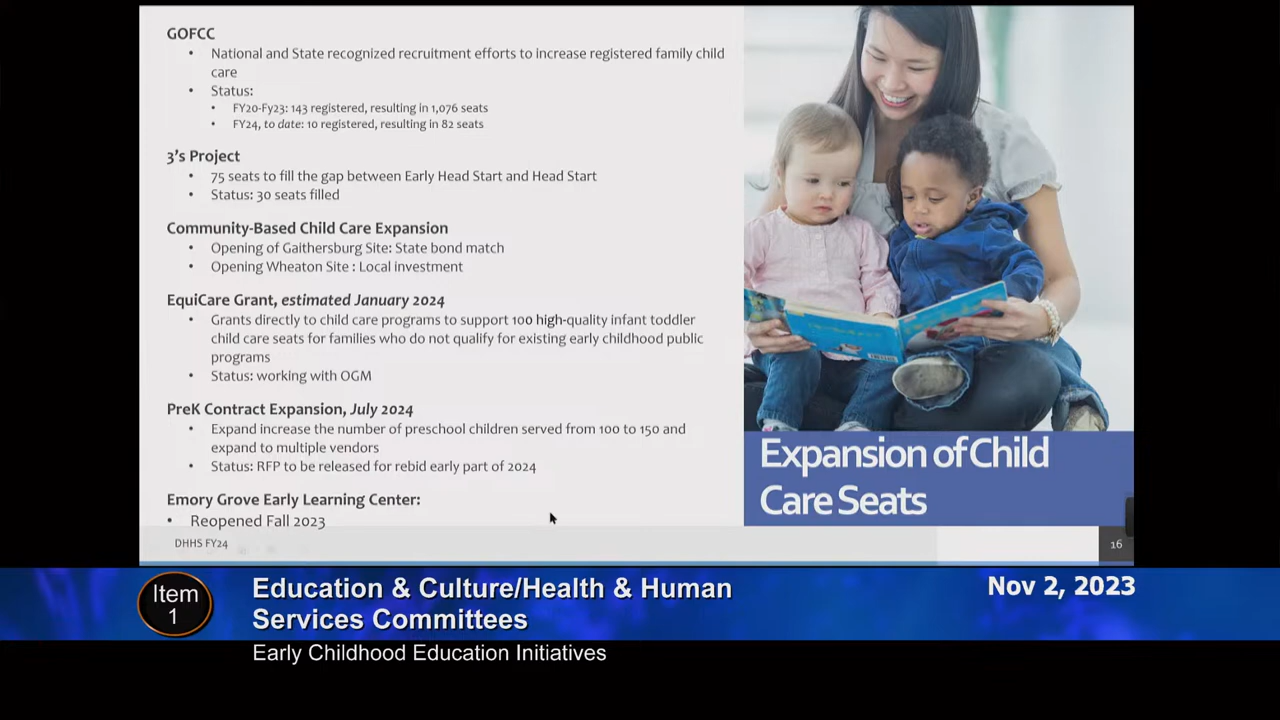 GOFCC
• National and State recognized recruitment efforts to increase registered family child
care
• Status:
• FY20-Fy23: 143 registered, resulting in 1,076 seats
• FY24, to date: 10 registered, resulting in 82 seats
3's Project
• 75 seats to fill the gap between Early Head Start and Head Start
• Status: 30 seats filled
Community-Based Child Care Expansion
• Opening of Gaithersburg Site: State bond match
• Opening Wheaton Site : Local investment
EquiCare Grant, estimated January 2024
• Grants directly to child care programs to support 100 high-quality infant toddler
child care seats for families who do not qualify for existing early childhood public
programs
• Status: working with OGM
PreK Contract Expansion, July 2024
• Expand increase the number of preschool children served from 100 to 150 and
expand to multiple vendors
• Status: RFP to be released for rebid early part of 2024
Emory Grove Early Learning Center:
• Reopened Fall 2023
Expansion of Child
Care Seats
DHHS FY24
16
Item
1
Education & Culture/Health & Human
Services Committees
Early Childhood Education Initiatives
Nov 2, 2023